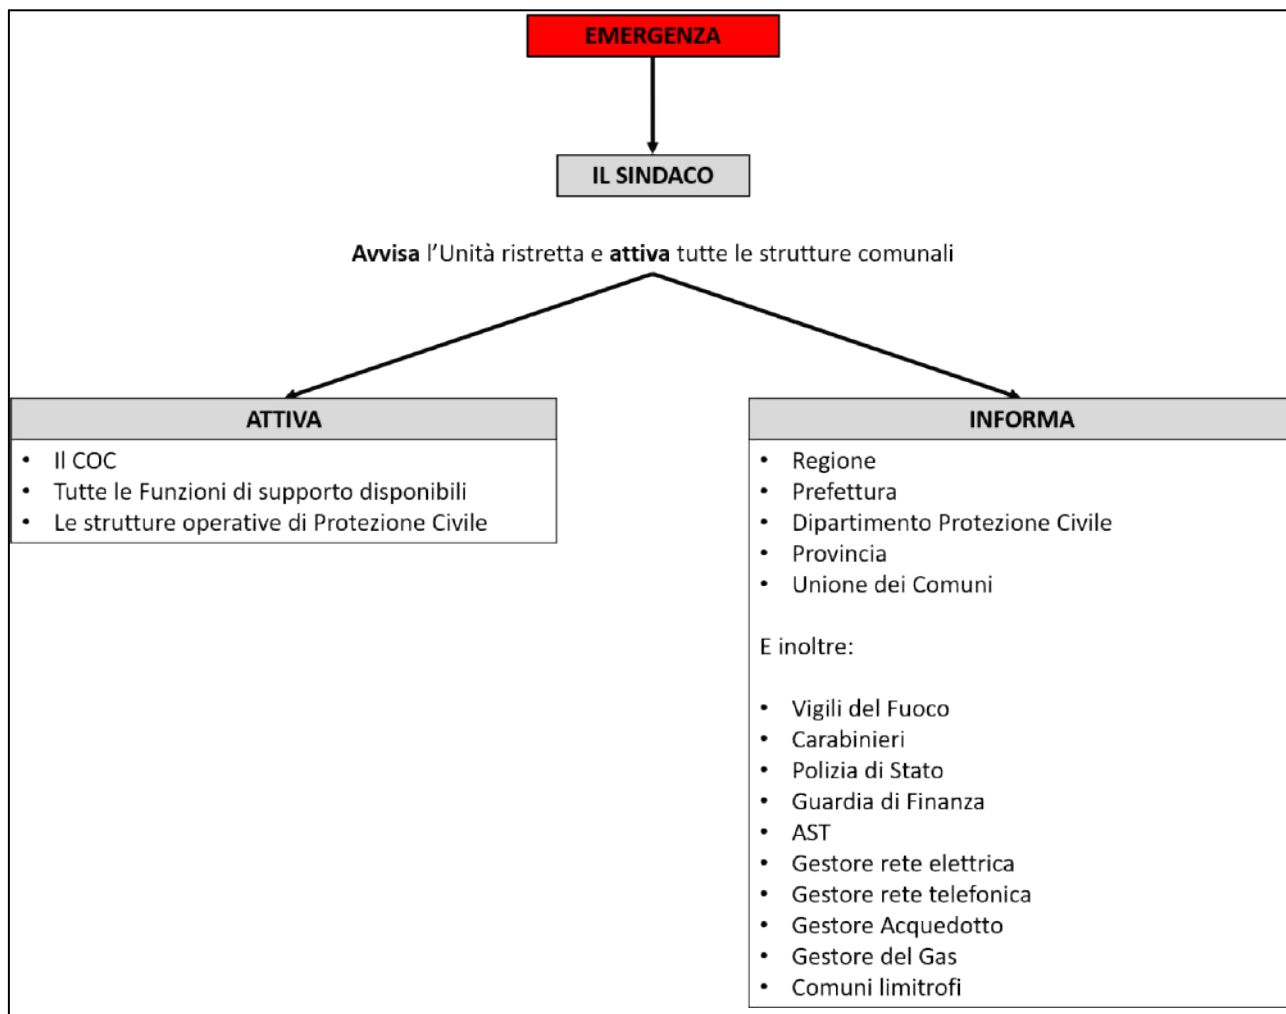 EMERGENZA
IL SINDACO
Avvisa l'Unità ristretta e attiva tutte le strutture comunali
ATTIVA
• Il COC
• Tutte le Funzioni di supporto disponibili
• Le strutture operative di Protezione Civile
INFORMA
• Regione
• Prefettura
• Dipartimento Protezione Civile
• Provincia
• Unione dei Comuni
E inoltre:
• Vigili del Fuoco
• Carabinieri
• Polizia di Stato
• Guardia di Finanza
• AST
• Gestore rete elettrica
• Gestore rete telefonica
• Gestore Acquedotto
• Gestore del Gas
• Comuni limitrofi